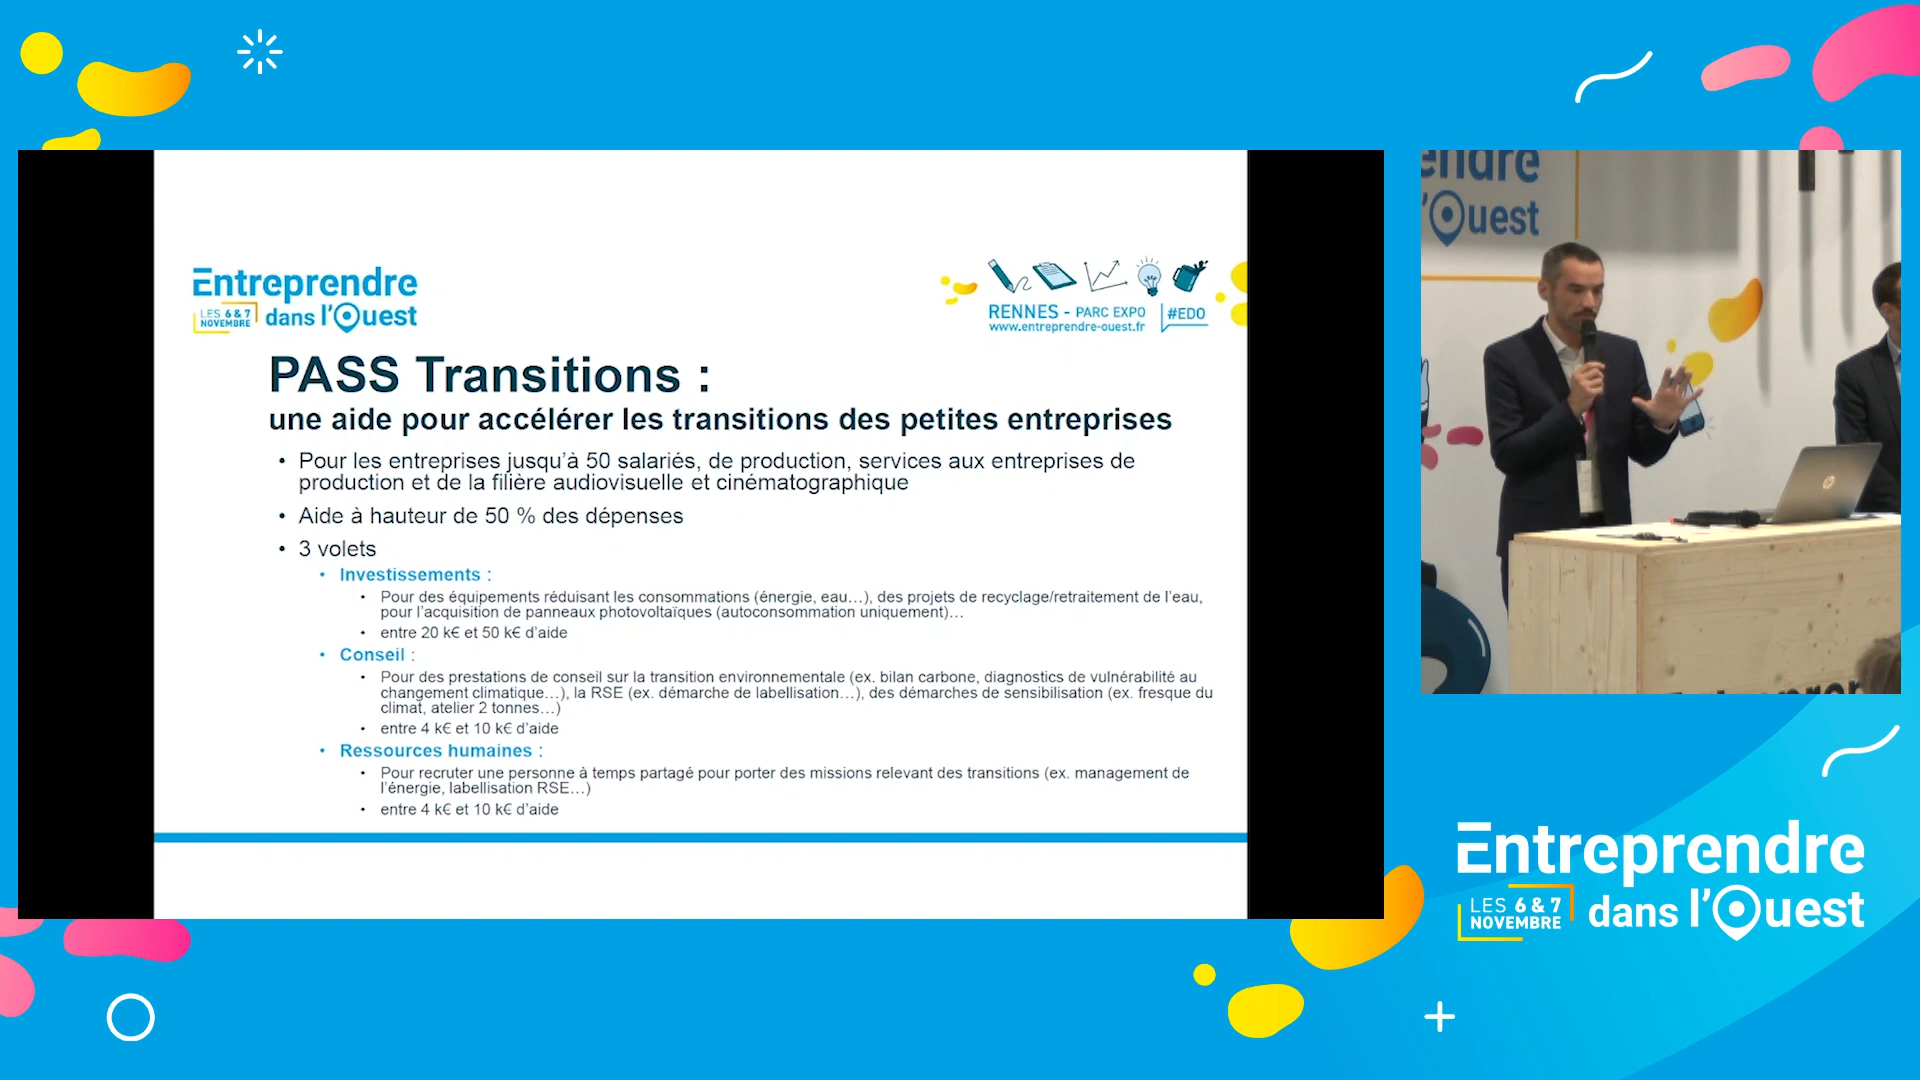 Entreprendre
LES 6 & 7
NOVEMBRE
dans l'Ouest
RENNES - PARC EXPO
www.entreprendre-ouest.fr
#EDO
PASS Transitions :
une aide pour accélérer les transitions des petites entreprises
• Pour les entreprises jusqu'à 50 salariés, de production, services aux entreprises de
production et de la filière audiovisuelle et cinématographique
• Aide à hauteur de 50 % des dépenses
• 3 volets
• Investissements :
• Pour des équipements réduisant les consommations (énergie, eau…), des projets de recyclage/retraitement de l'eau,
pour l'acquisition de panneaux photovoltaïques (autoconsommation uniquement)…
• entre 20 k€ et 50 k€ d'aide
• Conseil :
• Pour des prestations de conseil sur la transition environnementale (ex. bilan carbone, diagnostics de vulnérabilité au
changement climatique…), la RSE (ex. démarche de labellisation…), des démarches de sensibilisation (ex. fresque du
climat, atelier 2 tonnes…)
• entre 4 k€ et 10 k€ d'aide
• Ressources humaines :
• Pour recruter une personne à temps partagé pour porter des missions relevant des transitions (ex. management de
l'énergie, labellisation RSE…)
• entre 4 k€ et 10 k€ d'aide
endre
l'Ouest
Entreprendre
LES 6 & 7
NOVEMBRE
dans l'Ouest